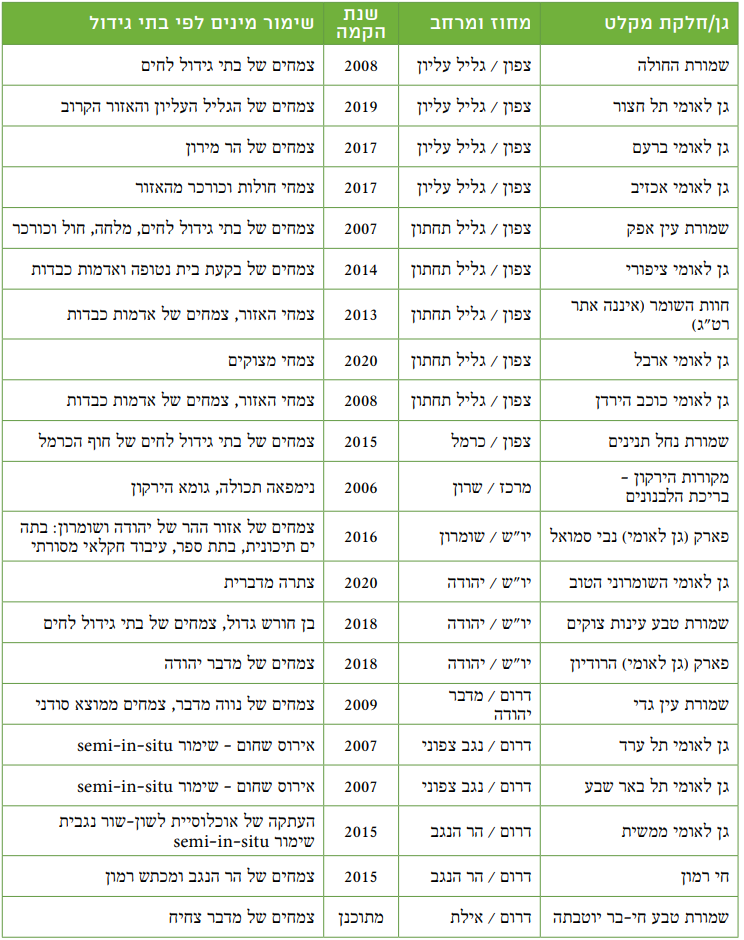 גן/חלקת מקלט מחוז ומרחב שנת הקמה שימור מינים לפי בתי גידול
שמורת החולה צפון / גליל עליון 2008 צמחים של בתי גידול לחים
גן לאומי תל חצור צפון / גליל עליון 2019 צמחים של הגליל העליון והאזור הקרוב
גן לאומי ברעם צפון / גליל עליון 2017 צמחים של הר מירון
גן לאומי אכזיב צפון / גליל עליון 2017 צמחי חולות וכורכר מהאזור
שמורת עין אפק צפון / גליל תחתון 2007 צמחים של בתי גידול לחים, מלחה, חול וכורכר
גן לאומי ציפורי צפון / גליל תחתון 2014 צמחים של בקעת בית נטופה ואדמות כבדות
חוות השומר (איננה אתר
רט"ג) צפון / גליל תחתון 2013 צמחי האזור, צמחים של אדמות כבדות
גן לאומי ארבל צפון / גליל תחתון 2020 צמחי מצוקים
גן לאומי כוכב הירדן צפון / גליל תחתון 2008 צמחי האזור, צמחים של אדמות כבדות
שמורת נחל תנינים צפון / כרמל 2015 צמחים של בתי גידול לחים של חוף הכרמל
מקורות הירקון -
בריכת הלבנונים מרכז / שרון 2006 נימפאה תכולה, גומא הירקון
פארק (גן לאומי) נבי סמואל יו"ש / שומרון 2016 צמחים של אזור ההר של יהודה ושומרון: בתה
ים תיכונית, בתת ספר, עיבוד חקלאי מסורתי
גן לאומי השומרוני הטוב יו"ש / יהודה 2020 צתרה מדברית
שמורת טבע עינות צוקים יו"ש / יהודה 2018 בן חורש גדול, צמחים של בתי גידול לחים
פארק (גן לאומי) הרודיון יו"ש / יהודה 2018 צמחים של מדבר יהודה
שמורת עין גדי דרום / מדבר
יהודה 2009 צמחים של נווה מדבר, צמחים ממוצא סודני
גן לאומי תל ערד דרום / נגב צפוני 2007 אירוס שחום - שימור semi-in-situ
גן לאומי תל באר שבע דרום / נגב צפוני 2007 אירוס שחום - שימור semi-in-situ
גן לאומי ממשית דרום / הר הנגב 2015 העתקה של אוכלוסיית לשון-שור נגבית
שימור semi-in-situ
חי רמון דרום / הר הנגב 2015 צמחים של הר הנגב ומכתש רמון
שמורת טבע חי-בר יוטבתה דרום / אילת מתוכנן צמחים של מדבר צחיח